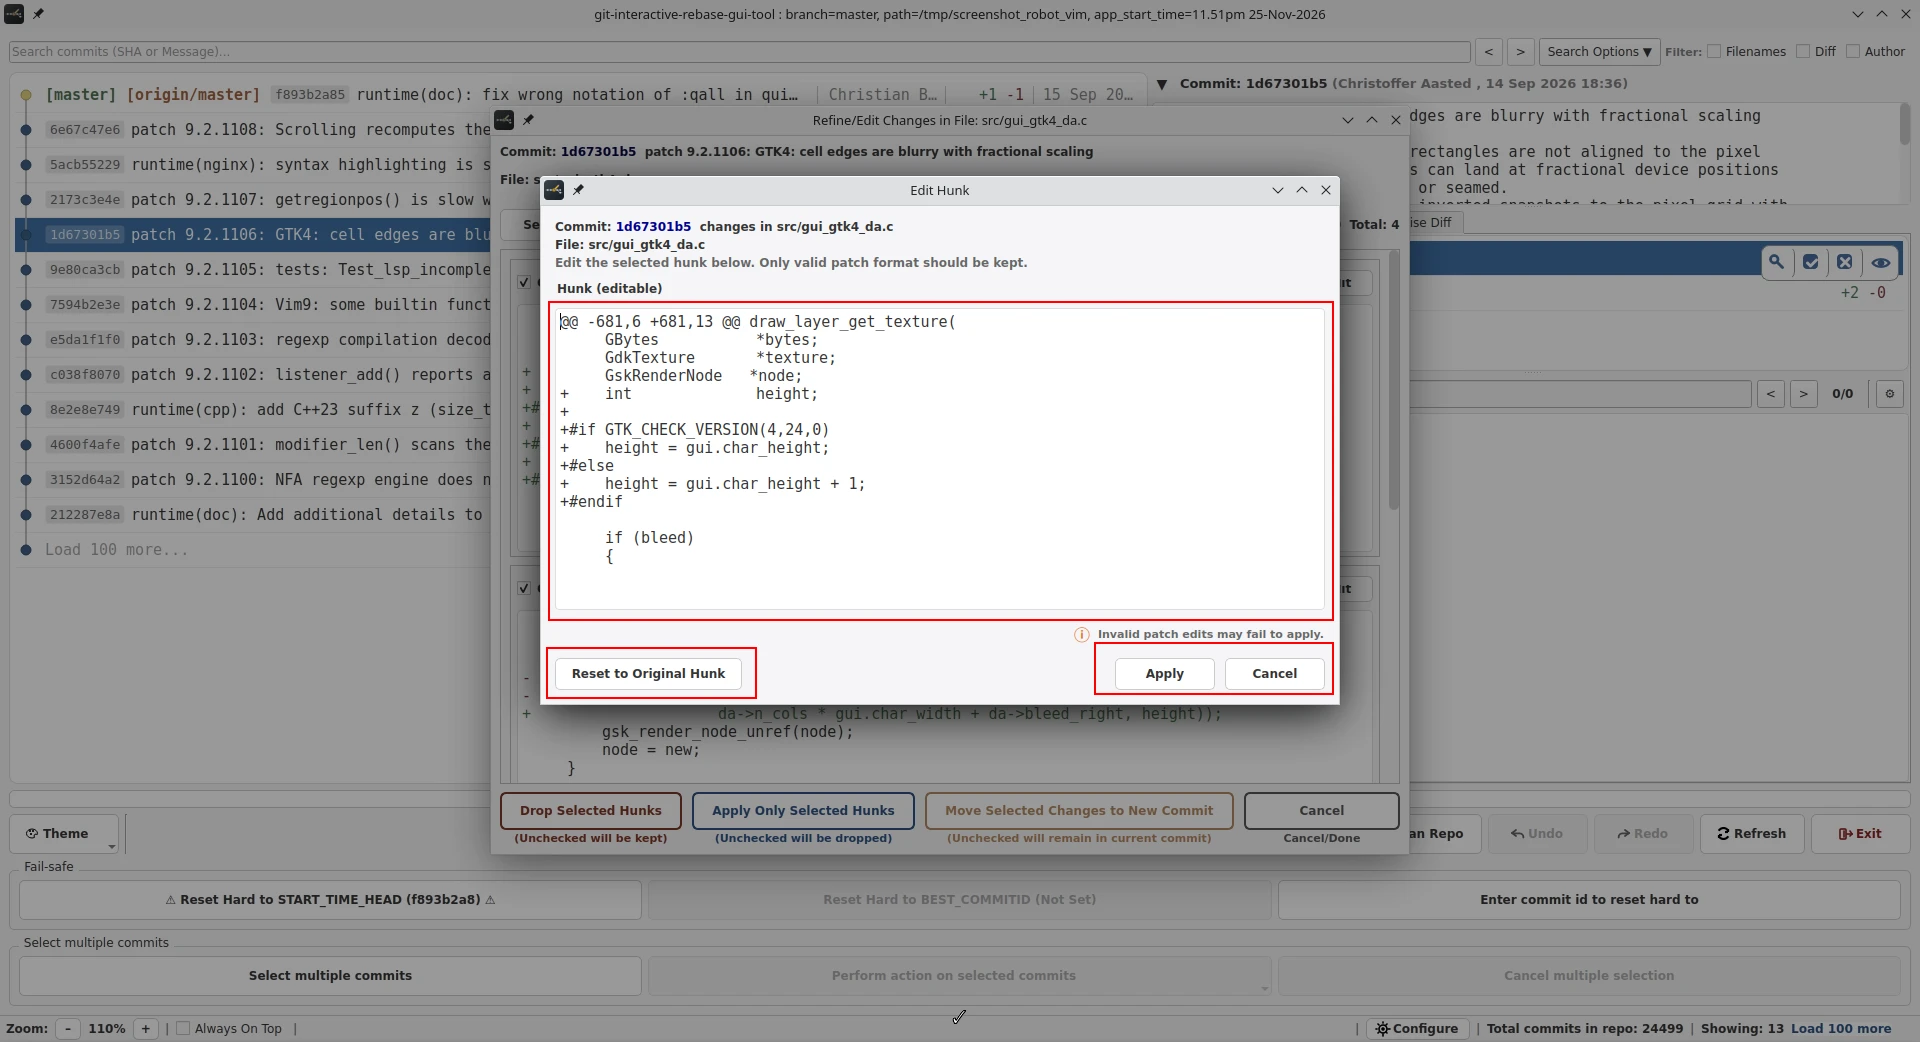 git-interactive-rebase-gui-tool : branch=master, path=/tmp/screenshot_robot_vim, app_start_time=11.51pm 25-Nov-2026
Search commits (SHA or Message)...
< > Search Options ▼ Filter: Filenames Diff Author
[master] [origin/master] f893b2a85 runtime(doc): fix wrong notation of :qall in qui… Christian B… +1 -1 15 Sep 20…
▼ Commit: 1d67301b5 (Christoffer Aasted , 14 Sep 2026 18:36)
6e67c47e6 patch 9.2.1108: Scrolling recomputes the
5acb55229 runtime(nginx): syntax highlighting is s
2173c3e4e patch 9.2.1107: getregionpos() is slow w
1d67301b5 patch 9.2.1106: GTK4: cell edges are blu
9e80ca3cb patch 9.2.1105: tests: Test_lsp_incomple
7594b2e3e patch 9.2.1104: Vim9: some builtin funct
e5da1f1f0 patch 9.2.1103: regexp compilation decod
c038f8070 patch 9.2.1102: listener_add() reports a
8e2e8e749 runtime(cpp): add C++23 suffix z (size_t
4600f4afe patch 9.2.1101: modifier_len() scans the
3152d64a2 patch 9.2.1100: NFA regexp engine does n
212287e8a runtime(doc): Add additional details to
Load 100 more...
dges are blurry with fractional scaling
rectangles are not aligned to the pixel
s can land at fractional device positions
or seamed.
inverted snapshots to the pixel grid with
ise Diff
+2 -0
< > 0/0
Refine/Edit Changes in File: src/gui_gtk4_da.c
Commit: 1d67301b5 patch 9.2.1106: GTK4: cell edges are blurry with fractional scaling
File: s
Se
Total: 4
it
+
+
+#
+
+#
+
+#
it
Edit Hunk
Commit: 1d67301b5 changes in src/gui_gtk4_da.c
File: src/gui_gtk4_da.c
Edit the selected hunk below. Only valid patch format should be kept.
Hunk (editable)
@@ -681,6 +681,13 @@ draw_layer_get_texture(
GBytes *bytes;
GdkTexture *texture;
GskRenderNode *node;
+ int height;
+
+#if GTK_CHECK_VERSION(4,24,0)
+ height = gui.char_height;
+#else
+ height = gui.char_height + 1;
+#endif
if (bleed)
{
Invalid patch edits may fail to apply.
Reset to Original Hunk Apply Cancel
-
-
+ da->n_cols * gui.char_width + da->bleed_right, height));
gsk_render_node_unref(node);
node = new;
}
Drop Selected Hunks Apply Only Selected Hunks Move Selected Changes to New Commit Cancel
(Unchecked will be kept) (Unchecked will be dropped) (Unchecked will remain in current commit) Cancel/Done
Theme an Repo Undo Redo Refresh Exit
Fail-safe
⚠ Reset Hard to START_TIME_HEAD (f893b2a8) ⚠ Reset Hard to BEST_COMMITID (Not Set) Enter commit id to reset hard to
Select multiple commits
Select multiple commits Perform action on selected commits Cancel multiple selection
Zoom: - 110% + | Always On Top | | Configure | Total commits in repo: 24499 | Showing: 13 Load 100 more